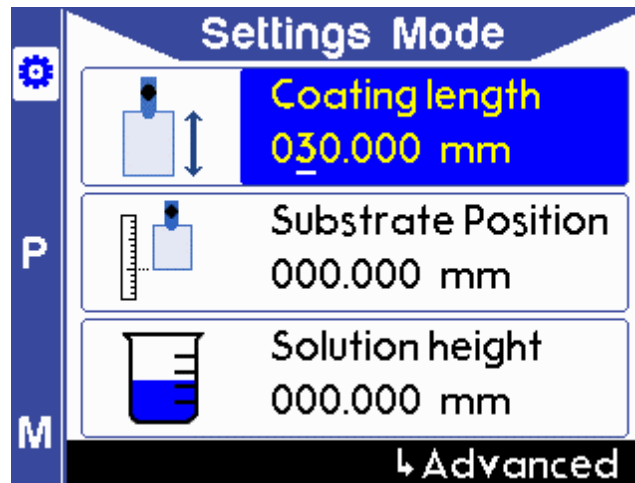 Settings Mode
Coating length
030.000 mm
P
Substrate Position
000.000 mm
Solution height
000.000 mm
M
↳ Advanced